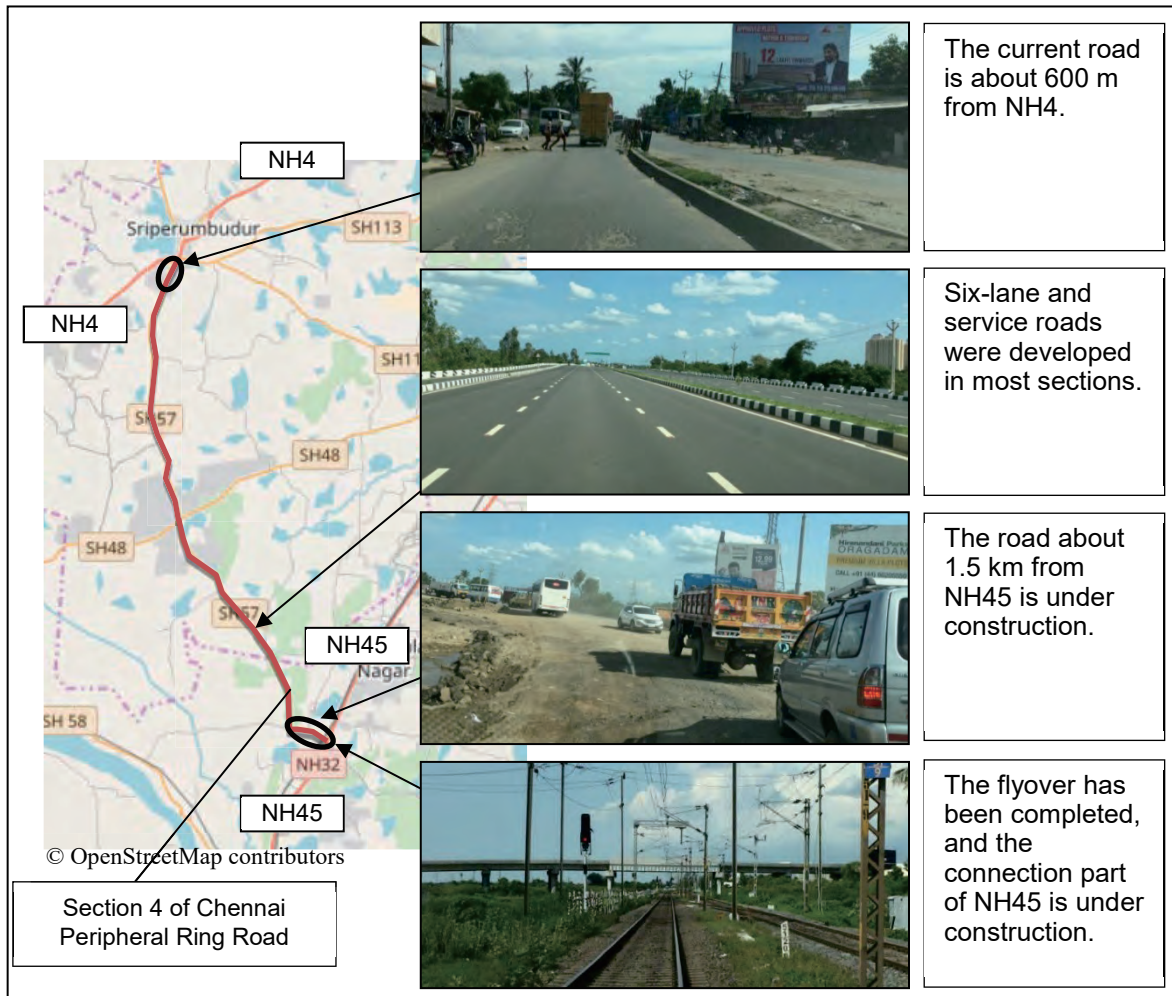 NH4
Sriperumbudur
SH113
NH4
SH57
SH48
SH48
NH45
Nagar
SH 58
NH32
NH45
© OpenStreetMap contributors
Section 4 of Chennai
Peripheral Ring Road
12
The current road
is about 600 m
from NH4.
Six-lane and
service roads
were developed
in most sections.
DRAGADAM
The road about
1.5 km from
NH45 is under
construction.
The flyover has
been completed,
and the
connection part
of NH45 is under
construction.